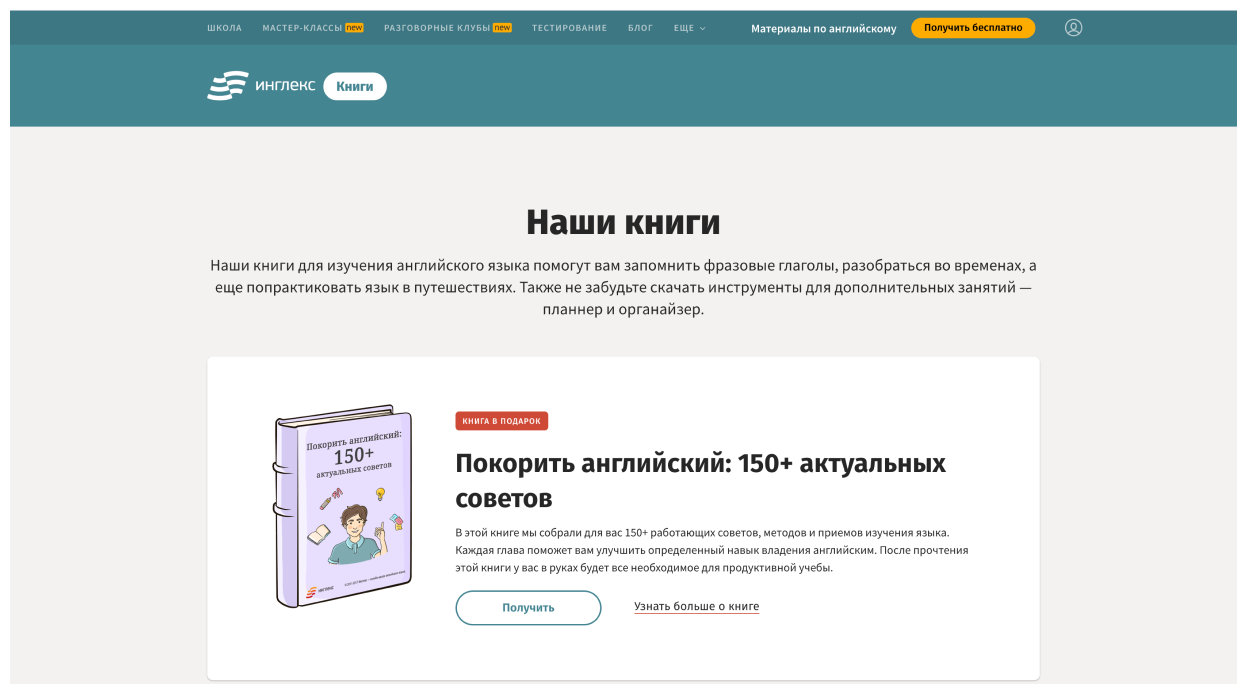 ШКОЛА МАСТЕР-КЛАССЫ new РАЗГОВОРНЫЕ КЛУБЫ new ТЕСТИРОВАНИЕ БЛОГ ЕЩЕ Материалы по английскому Получить бесплатно
инглекс Книги
Наши книги
Наши книги для изучения английского языка помогут вам запомнить фразовые глаголы, разобраться во временах, а
еще попрактиковать язык в путешествиях. Также не забудьте скачать инструменты для дополнительных занятий —
планнер и органайзер.
Покорить английский:
150+
актуальных советов
инглекс
КНИГА В ПОДАРОК
Покорить английский: 150+ актуальных
советов
В этой книге мы собрали для вас 150+ работающих советов, методов и приемов изучения языка.
Каждая глава поможет вам улучшить определенный навык владения английским. После прочтения
этой книги у вас в руках будет все необходимое для продуктивной учебы.
Получить Узнать больше о книге